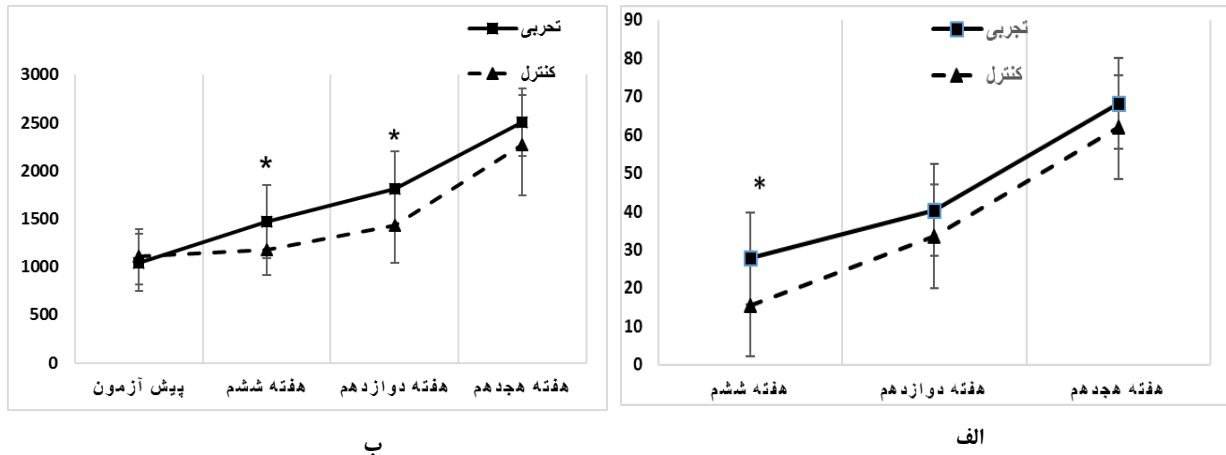 تجربی
کنترل
90
80
70
60
50
40
30
20
10
0
*
هفته ششم
هفته دوازدهم
هفته هجدهم
الف
تحربی
کنترل
3000
2500
2000
1500
1000
500
0
*
*
پیش آزمون
هفته ششم
هفته دوازدهم
هفته هجدهم
ب